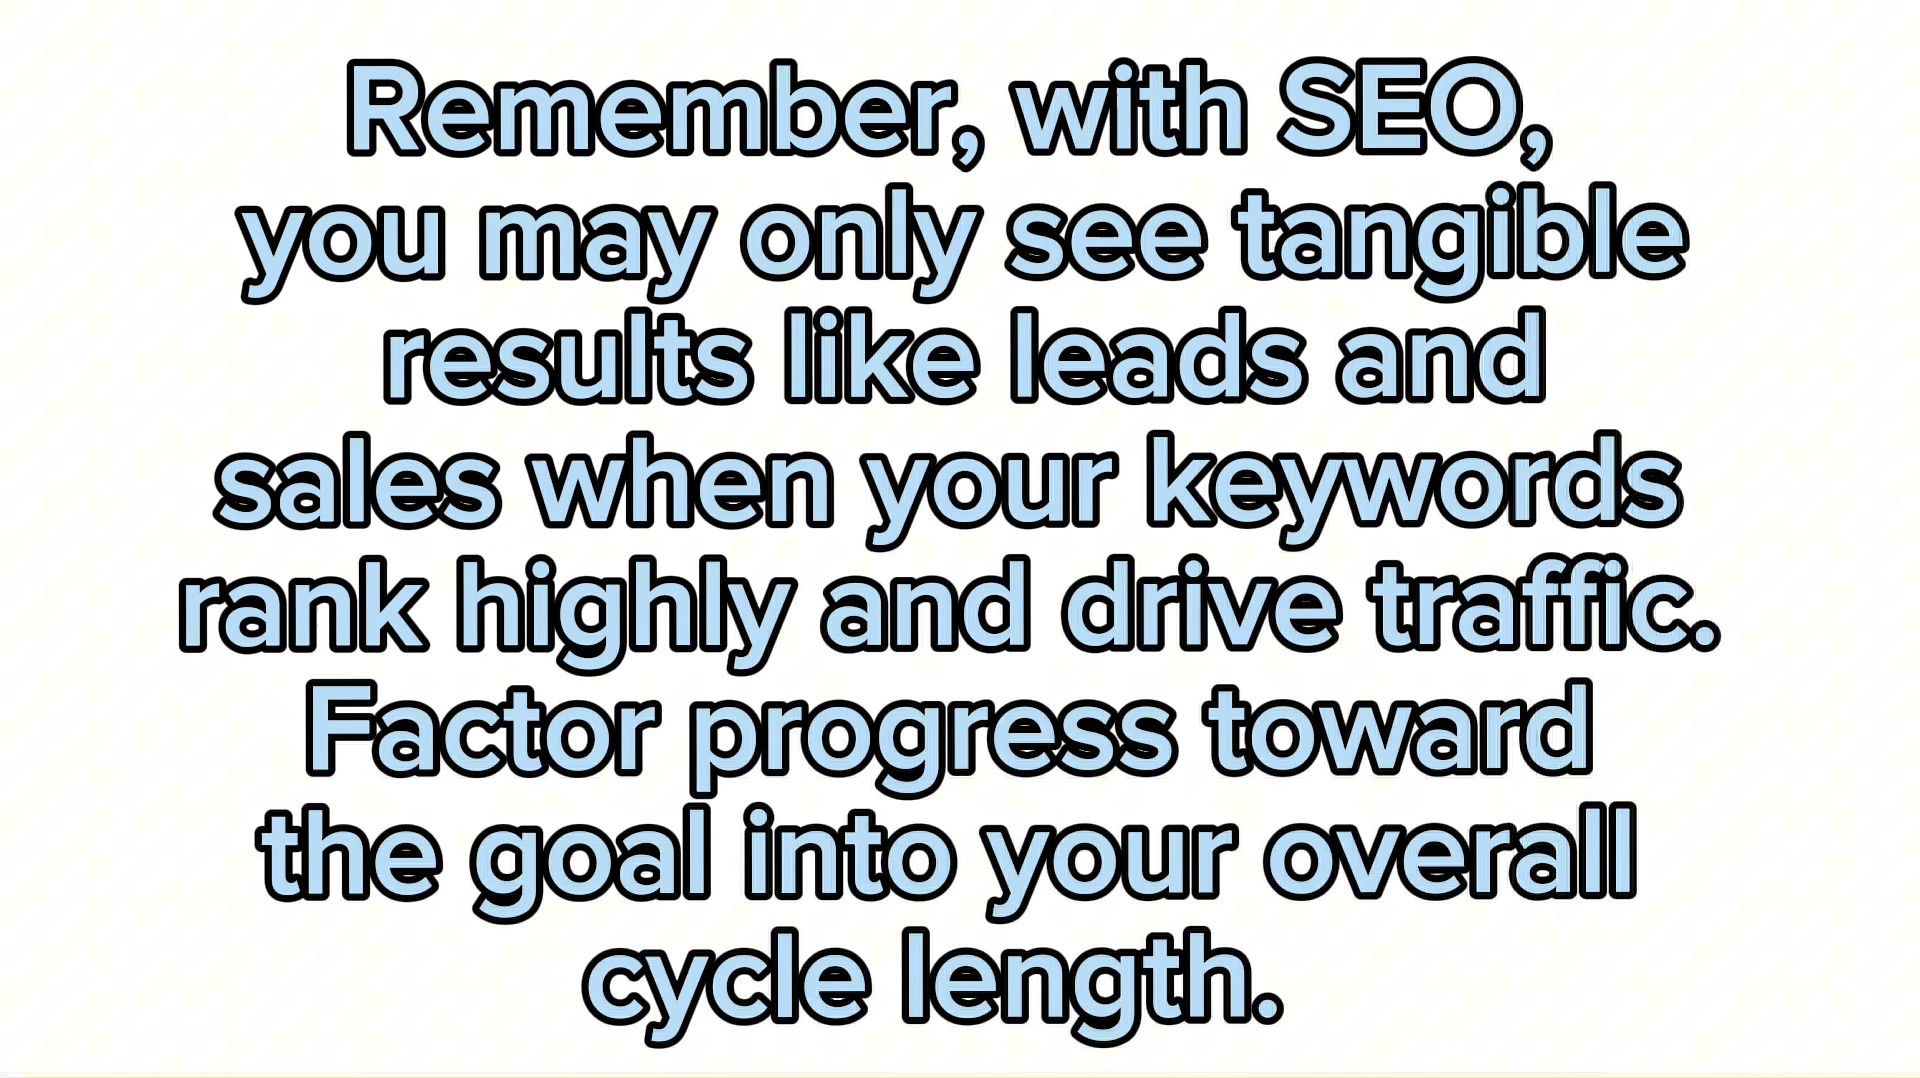 Remember, with SEO,
you may only see tangible
results like leads and
sales when your keywords
rank highly and drive traffic.
Factor progress toward
the goal into your overall
cycle length.